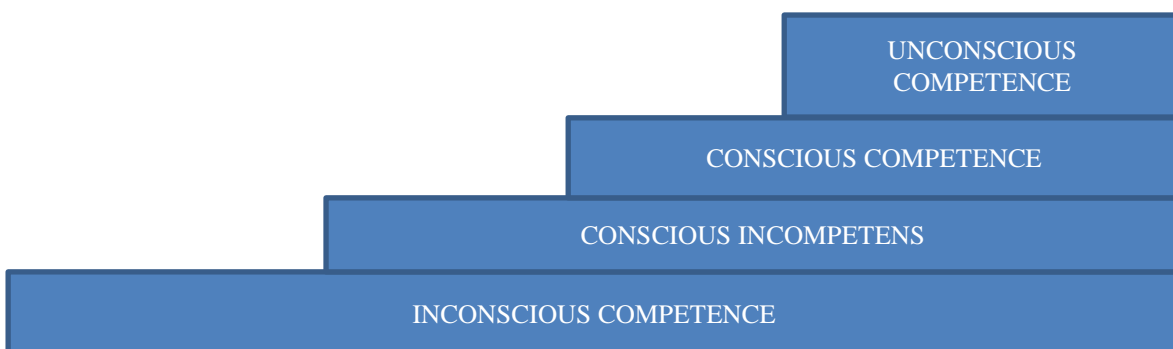 UNCONSCIOUS
COMPETENCE
CONSCIOUS COMPETENCE
CONSCIOUS INCOMPETENS
INCONSCIOUS COMPETENCE